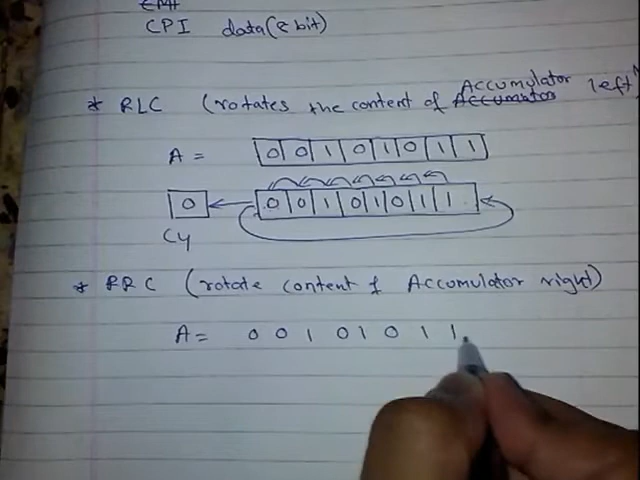 CPI data(8 bit)
* RLC (rotates the content of Accumulator left
A = 0 0 1 0 1 0 1 1
0 0 0 1 0 1 0 1 1
Cy
* RRC (rotate content of Accumulator right)
A = 0 0 1 0 1 0 1 1